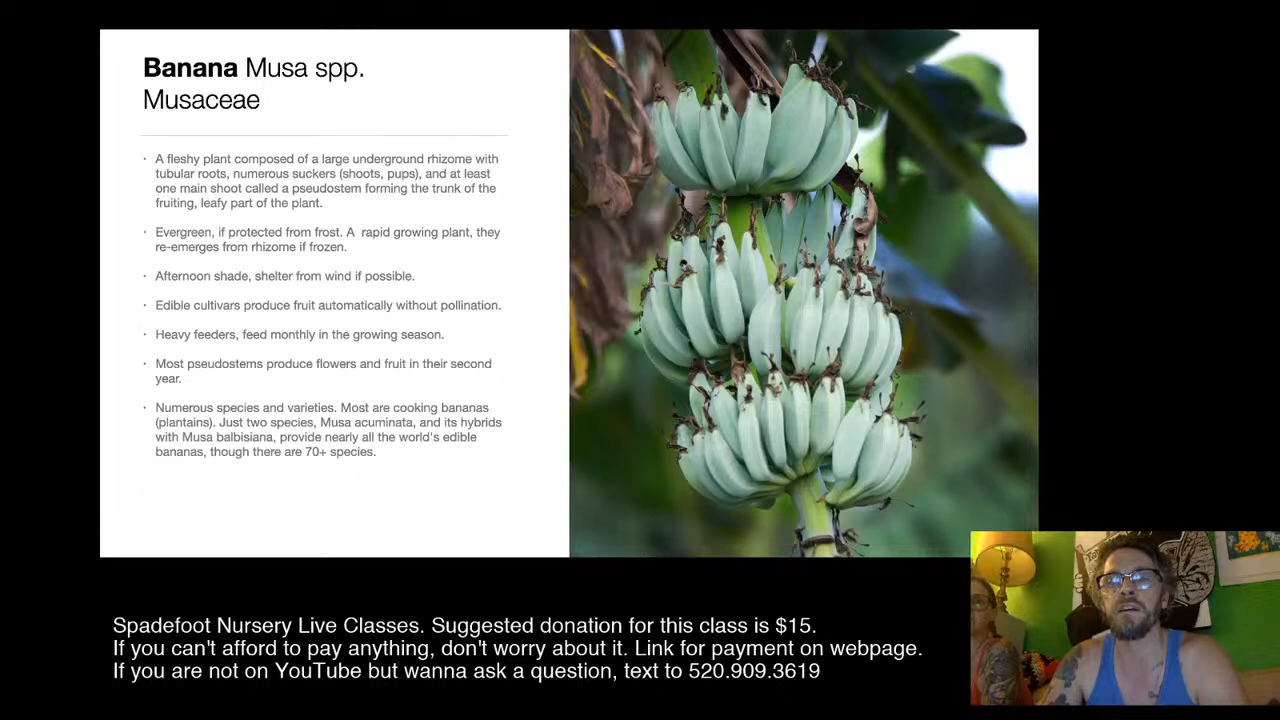 Banana Musa spp.
Musaceae
· A fleshy plant composed of a large underground rhizome with
tubular roots, numerous suckers (shoots, pups), and at least
one main shoot called a pseudostem forming the trunk of the
fruiting, leafy part of the plant.
· Evergreen, if protected from frost. A rapid growing plant, they
re-emerges from rhizome if frozen.
· Afternoon shade, shelter from wind if possible.
· Edible cultivars produce fruit automatically without pollination.
· Heavy feeders, feed monthly in the growing season.
· Most pseudostems produce flowers and fruit in their second
year.
· Numerous species and varieties. Most are cooking bananas
(plantains). Just two species, Musa acuminata, and its hybrids
with Musa balbisiana, provide nearly all the world's edible
bananas, though there are 70+ species.
Spadefoot Nursery Live Classes. Suggested donation for this class is $15.
If you can't afford to pay anything, don't worry about it. Link for payment on webpage.
If you are not on YouTube but wanna ask a question, text to 520.909.3619